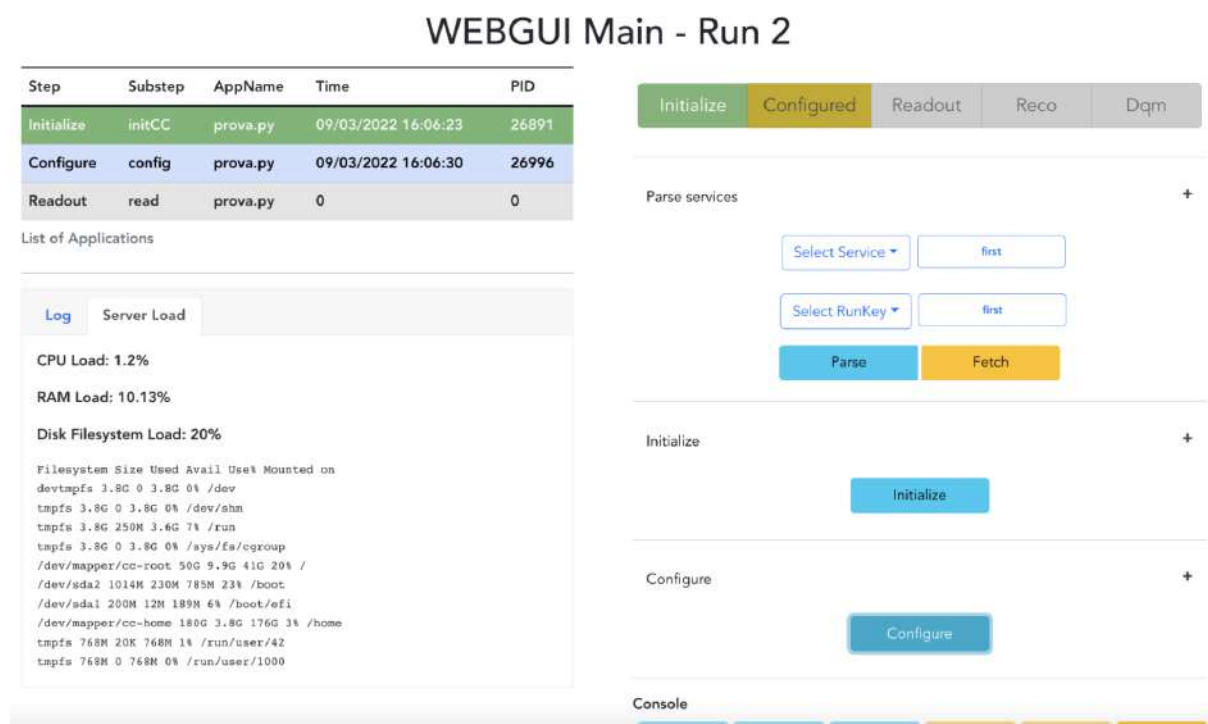 WEBGUI Main - Run 2
Step Substep AppName Time PID
Initialize initCC prova.py 09/03/2022 16:06:23 26891
Configure config prova.py 09/03/2022 16:06:30 26996
Readout read prova.py 0 0
List of Applications
Log Server Load
CPU Load: 1.2%
RAM Load: 10.13%
Disk Filesystem Load: 20%
Filesystem Size Used Avail Use% Mounted on
devtmpfs 3.8G 0 3.8G 0% /dev
tmpfs 3.8G 0 3.8G 0% /dev/shm
tmpfs 3.8G 250M 3.6G 7% /run
tmpfs 3.8G 0 3.8G 0% /sys/fs/cgroup
/dev/mapper/cc-root 50G 9.9G 41G 20% /
/dev/sda2 1014M 230M 785M 23% /boot
/dev/sda1 200M 12M 189M 6% /boot/efi
/dev/mapper/cc-home 180G 3.8G 176G 3% /home
tmpfs 768M 20K 768M 1% /run/user/42
tmpfs 768M 0 768M 0% /run/user/1000
Initialize Configured Readout Reco Dqm
Parse services +
Select Service first
Select RunKey first
Parse Fetch
Initialize +
Initialize
Configure +
Configure
Console